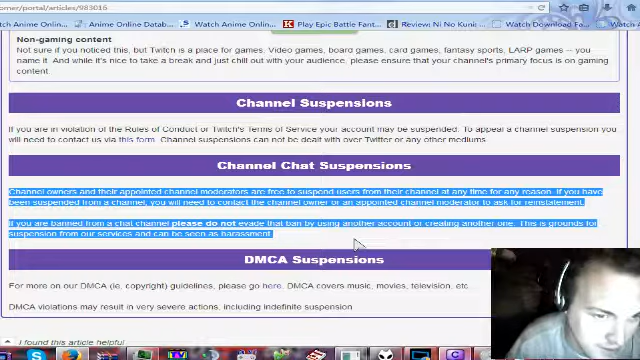 omer/portal/articles/983016
Watch Anime Onlin... Anime Online Datab... Watch Anime Online... Play Epic Battle Fant... Review: Ni No Kuni: Watch Download Fa...
Non-gaming content
Not sure if you noticed this, but Twitch is a place for games. Video games, board games, card games, fantasy sports, LARP games -- you
name it. And while it's nice to take a break and just chill out with your audience, please ensure that your channel's primary focus is on gaming
content.
Channel Suspensions
If you are in violation of the Rules of Conduct or Twitch's Terms of Service your account may be suspended. To appeal a channel suspension you
will need to contact us via this form. Channel suspensions can not be dealt with over Twitter or any other mediums.
Channel Chat Suspensions
Channel owners and their appointed channel moderators are free to suspend users from their channel at any time for any reason. If you have
been suspended from a channel, you will need to contact the channel owner or an appointed channel moderator to ask for reinstatement.
If you are banned from a chat channel please do not evade that ban by using another account or creating another one. This is grounds for
suspension from our services and can be seen as harassment.
DMCA Suspensions
For more on our DMCA (ie, copyright) guidelines, please go here. DMCA covers music, movies, television, etc.
DMCA violations may result in very severe actions, including indefinite suspension
I found this article helpful